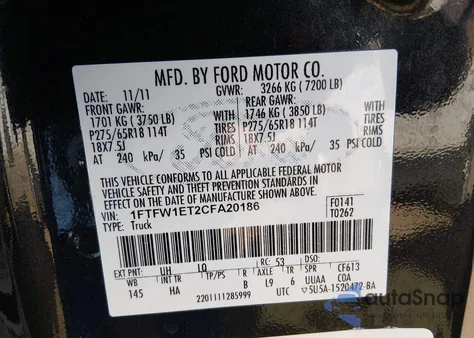 MFD. BY FORD MOTOR CO.
DATE: 11/11 GVWR: 3266 KG ( 7200 LB)
FRONT GAWR: REAR GAWR:
1701 KG ( 3750 LB) 1746 KG ( 3850 LB)
P275/65R18 114T TIRES P275/65R18 114T TIRES
18X7.5J RIMS 18X7.5J RIMS
AT 240 kPa/ 35 PSI COLD AT 240 kPa/ 35 PSI COLD
THIS VEHICLE CONFORMS TO ALL APPLICABLE FEDERAL MOTOR
VEHICLE SAFETY AND THEFT PREVENTION STANDARDS IN
EFFECT ON THE DATE OF MANUFACTURE SHOWN ABOVE.
VIN: 1FTFW1ET2CFA20186 F0141
TYPE: Truck T0262
EXT PNT: UH LQ RC: 53 DSO: CF613
WB TP/PS R AXLE TR SPR COA
145 HA B L9 6 UUAA
2201111285999 UTC 5U5A-1520472-BA
autoSnap